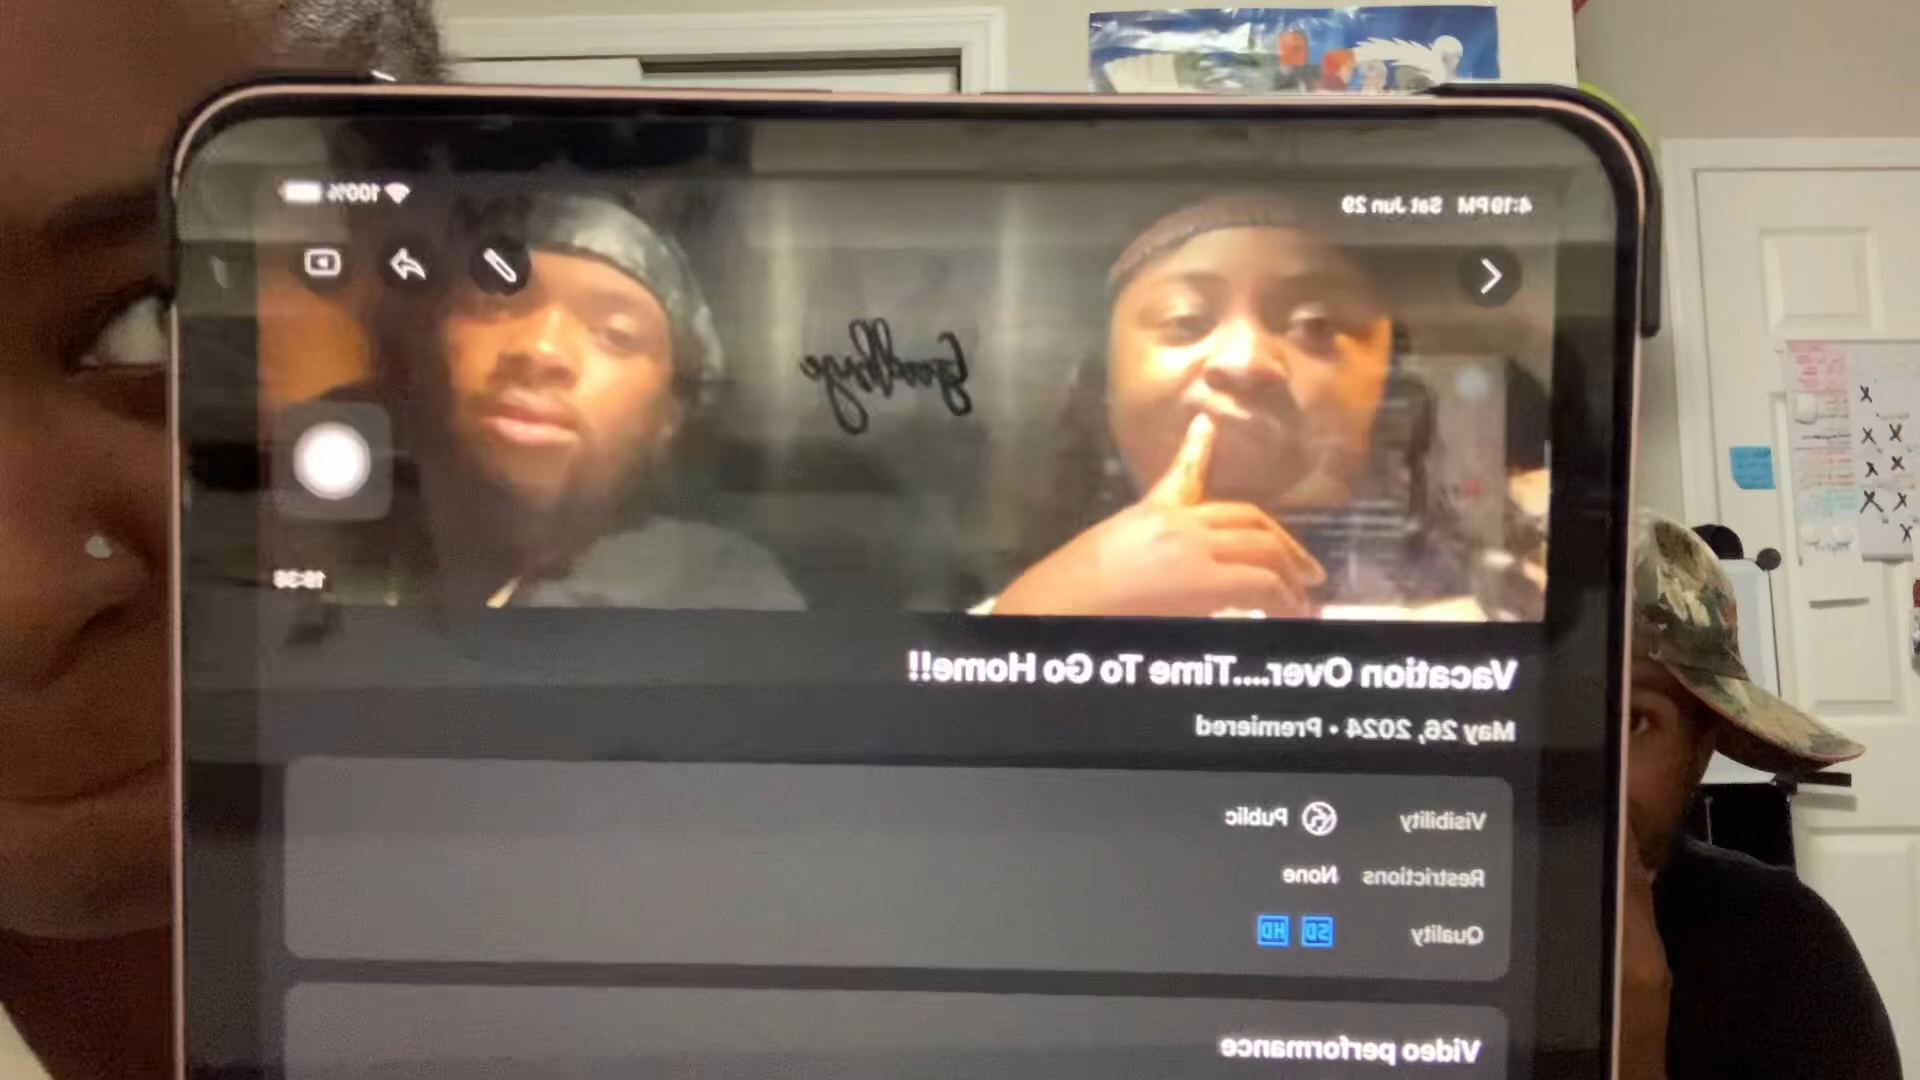 4:19 PM Sat Jun 29
100%
goodbye
18:36
Vacation Over....Time To Go Home!!
May 26, 2024 • Premiered
Visibility Public
Restrictions None
Quality SD HD
Video performance
X
X X
X X
X X
X